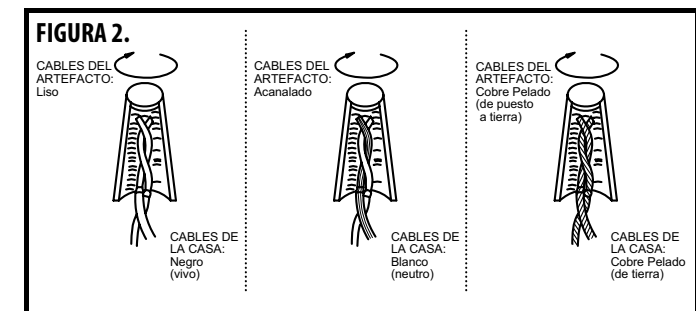 FIGURA 2.
CABLES DEL
ARTEFACTO:
Liso
CABLES DE
LA CASA:
Negro
(vivo)
CABLES DEL
ARTEFACTO:
Acanalado
CABLES DE
LA CASA:
Blanco
(neutro)
CABLES DEL
ARTEFACTO:
Cobre Pelado
(de puesto
a tierra)
CABLES DE
LA CASA:
Cobre Pelado
(de tierra)